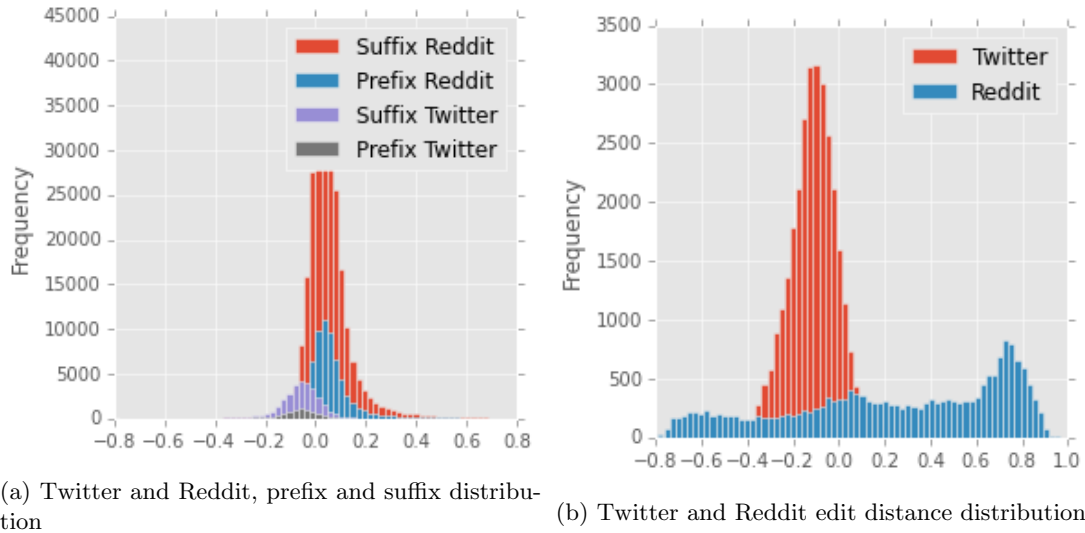 45000
40000
35000
30000
25000
20000
15000
10000
5000
0
Frequency
Suffix Reddit
Prefix Reddit
Suffix Twitter
Prefix Twitter
−0.8 −0.6 −0.4 −0.2 0.0 0.2 0.4 0.6 0.8
(a) Twitter and Reddit, prefix and suffix distribu-
tion
3500
3000
2500
2000
1500
1000
500
0
Frequency
Twitter
Reddit
−0.8 −0.6 −0.4 −0.2 0.0 0.2 0.4 0.6 0.8 1.0
(b) Twitter and Reddit edit distance distribution